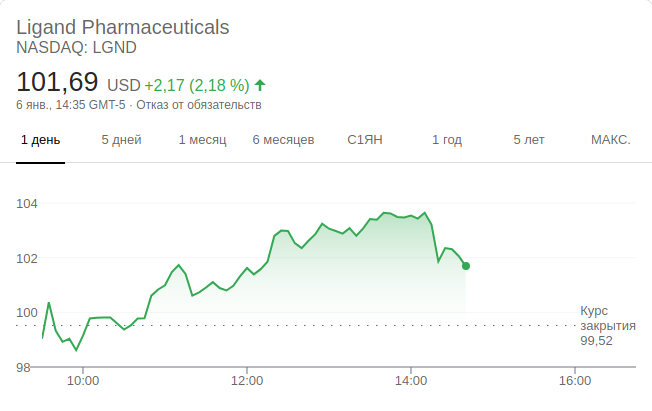 Ligand Pharmaceuticals
NASDAQ: LGND
101,69 USD +2,17 (2,18 %)
6 янв., 14:35 GMT-5 · Отказ от обязательств
1 день 5 дней 1 месяц 6 месяцев С1ЯН 1 год 5 лет МАКС.
104
102
100
98
Курс
закрытия
99,52
10:00 12:00 14:00 16:00